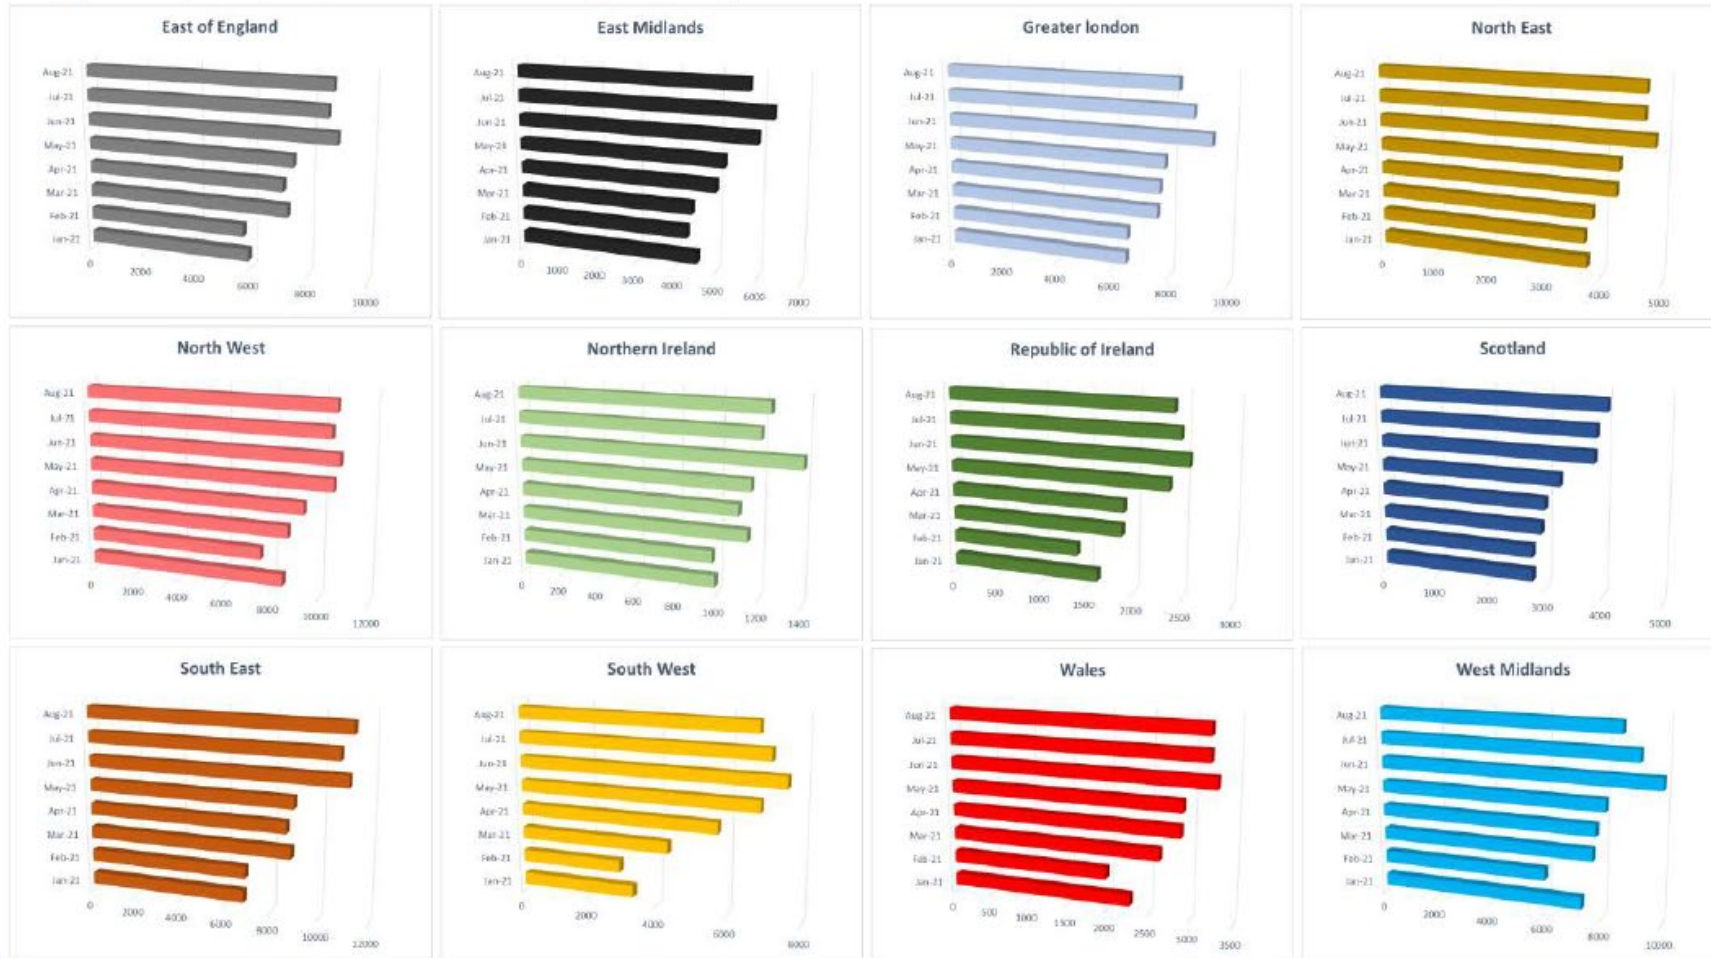 East of England
Aug-21
Jul-21
Jun-21
May-21
Apr-21
Mar-21
Feb-21
Jan-21
0 2000 4000 6000 8000 10000
East Midlands
Aug-21
Jul-21
Jun-21
May-21
Apr-21
Mar-21
Feb-21
Jan-21
0 1000 2000 3000 4000 5000 6000 7000
Greater london
Aug-21
Jul-21
Jun-21
May-21
Apr-21
Mar-21
Feb-21
Jan-21
0 2000 4000 6000 8000 10000
North East
Aug-21
Jul-21
Jun-21
May-21
Apr-21
Mar-21
Feb-21
Jan-21
0 1000 2000 3000 4000 5000
North West
Aug-21
Jul-21
Jun-21
May-21
Apr-21
Mar-21
Feb-21
Jan-21
0 2000 4000 6000 8000 10000 12000
Northern Ireland
Aug-21
Jul-21
Jun-21
May-21
Apr-21
Mar-21
Feb-21
Jan-21
0 200 400 600 800 1000 1200 1400
Republic of Ireland
Aug-21
Jul-21
Jun-21
May-21
Apr-21
Mar-21
Feb-21
Jan-21
0 500 1000 1500 2000 2500 3000
Scotland
Aug-21
Jul-21
Jun-21
May-21
Apr-21
Mar-21
Feb-21
Jan-21
0 1000 2000 3000 4000 5000
South East
Aug-21
Jul-21
Jun-21
May-21
Apr-21
Mar-21
Feb-21
Jan-21
0 2000 4000 6000 8000 10000 12000
South West
Aug-21
Jul-21
Jun-21
May-21
Apr-21
Mar-21
Feb-21
Jan-21
0 2000 4000 6000 8000
Wales
Aug-21
Jul-21
Jun-21
May-21
Apr-21
Mar-21
Feb-21
Jan-21
0 500 1000 1500 2000 2500 3000 3500
West Midlands
Aug-21
Jul-21
Jun-21
May-21
Apr-21
Mar-21
Feb-21
Jan-21
0 2000 4000 6000 8000 10000